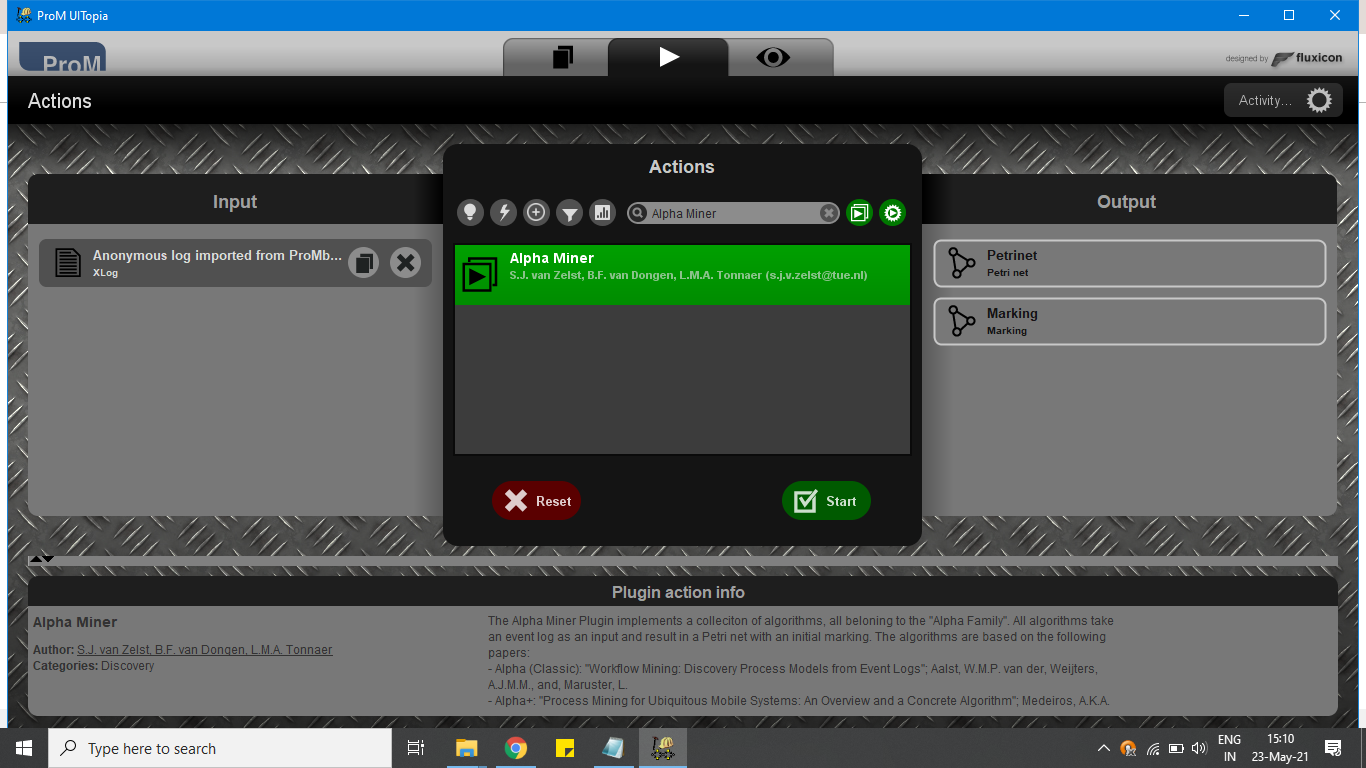 ProM UITopia
ProM
designed by fluxicon
Actions
Activity...
Input
Anonymous log imported from ProMb...
XLog
Actions
Alpha Miner
Alpha Miner
S.J. van Zelst, B.F. van Dongen, L.M.A. Tonnaer (s.j.v.zelst@tue.nl)
Reset
Start
Output
Petrinet
Petri net
Marking
Marking
Plugin action info
Alpha Miner
Author: S.J. van Zelst, B.F. van Dongen, L.M.A. Tonnaer
Categories: Discovery
The Alpha Miner Plugin implements a colleciton of algorithms, all beloning to the "Alpha Family". All algorithms take
an event log as an input and result in a Petri net with an initial marking. The algorithms are based on the following
papers:
- Alpha (Classic): "Workflow Mining: Discovery Process Models from Event Logs"; Aalst, W.M.P. van der, Weijters,
A.J.M.M., and, Maruster, L.
- Alpha+: "Process Mining for Ubiquitous Mobile Systems: An Overview and a Concrete Algorithm"; Medeiros, A.K.A.
Type here to search
ENG
IN
15:10
23-May-21